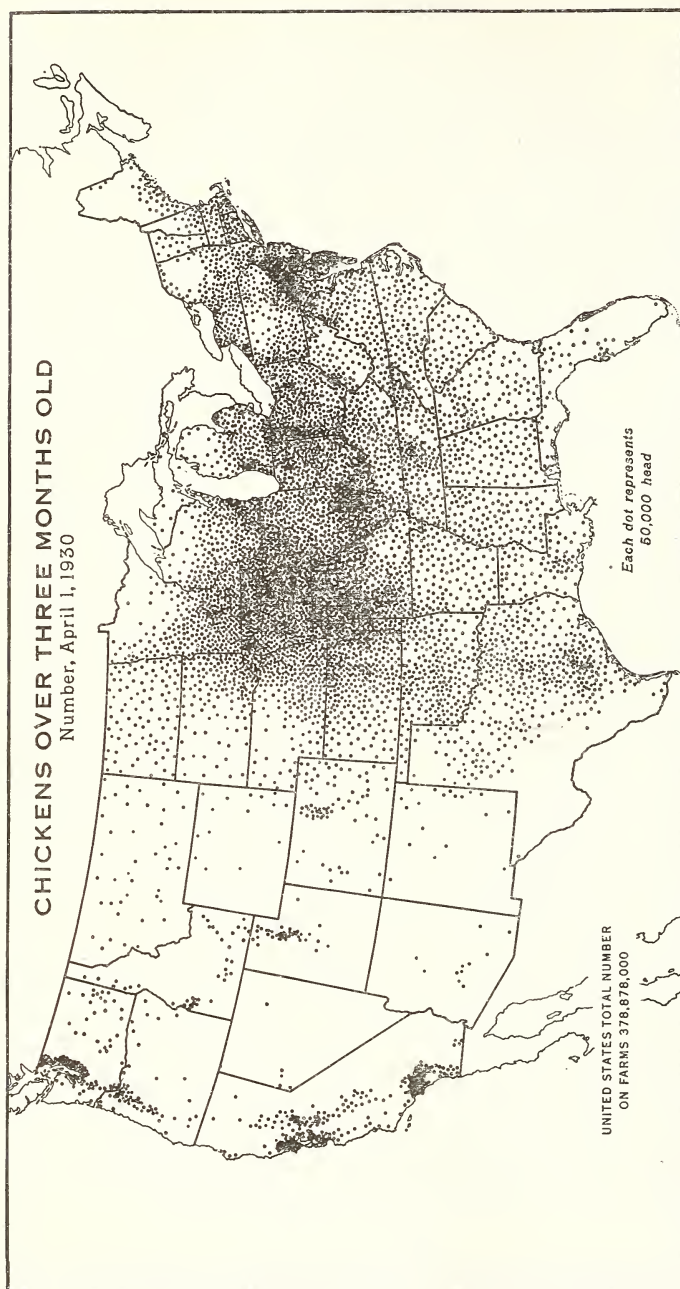 CHICKENS OVER THREE MONTHS OLD
Number, April 1, 1930
Each dot represents
50,000 head
UNITED STATES TOTAL NUMBER
ON FARMS 378,878,000